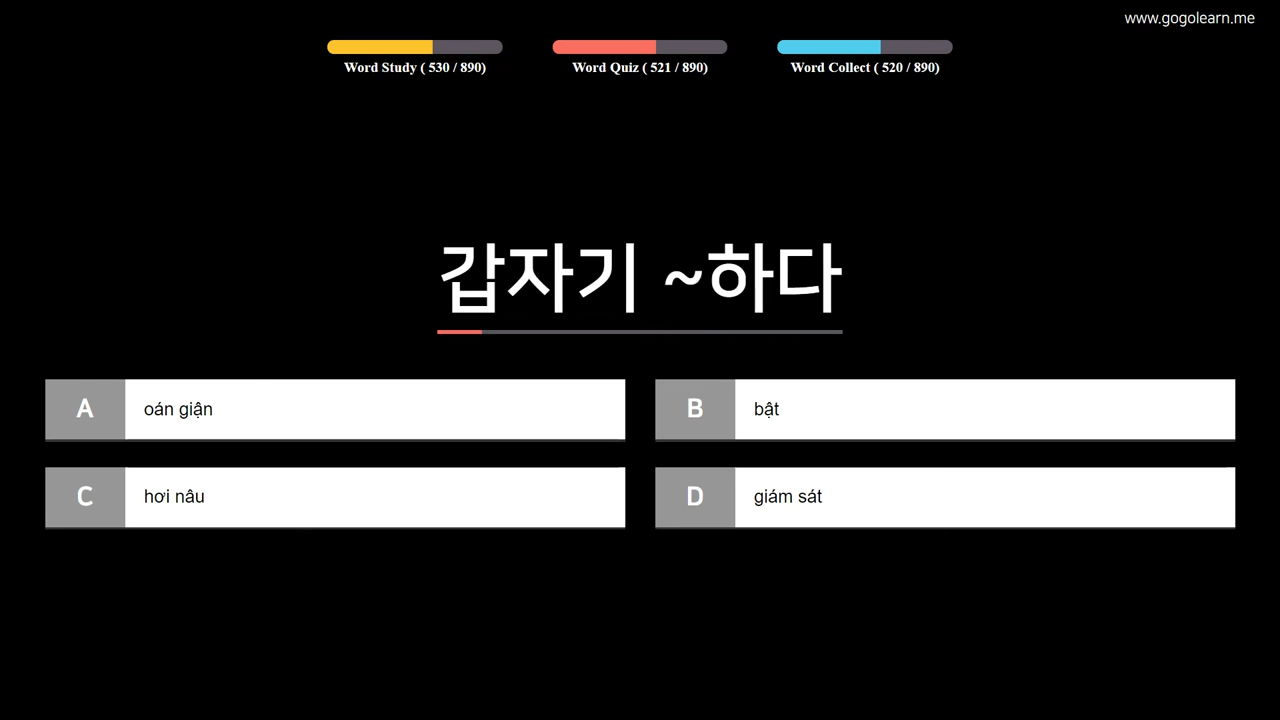 www.gogolearn.me
Word Study ( 530 / 890)
Word Quiz ( 521 / 890)
Word Collect ( 520 / 890)
갑자기 ~하다
A oán giận
B bật
C hơi nâu
D giám sát